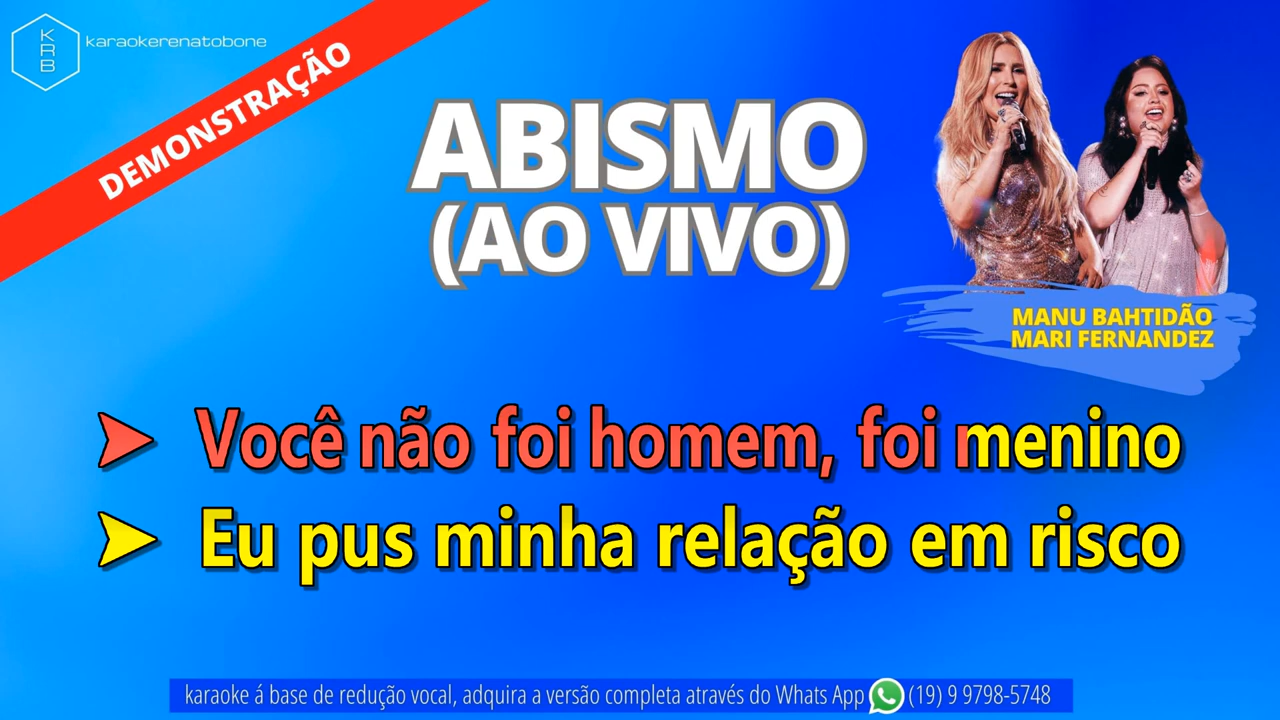 K
R
B
karaokerenatobone
DEMONSTRAÇÃO
ABISMO
(AO VIVO)
MANU BAHTIDÃO
MARI FERNANDEZ
Você não foi homem, foi menino
Eu pus minha relação em risco
karaoke á base de redução vocal, adquira a versão completa através do Whats App (19) 9 9798-5748